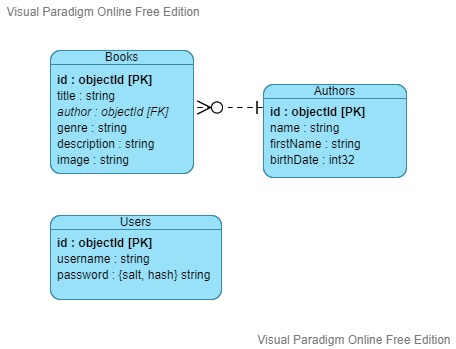 Visual Paradigm Online Free Edition
Books
id : objectId [PK]
title : string
author : objectId [FK]
genre : string
description : string
image : string
Authors
id : objectId [PK]
name : string
firstName : string
birthDate : int32
Users
id : objectId [PK]
username : string
password : {salt, hash} string
Visual Paradigm Online Free Edition